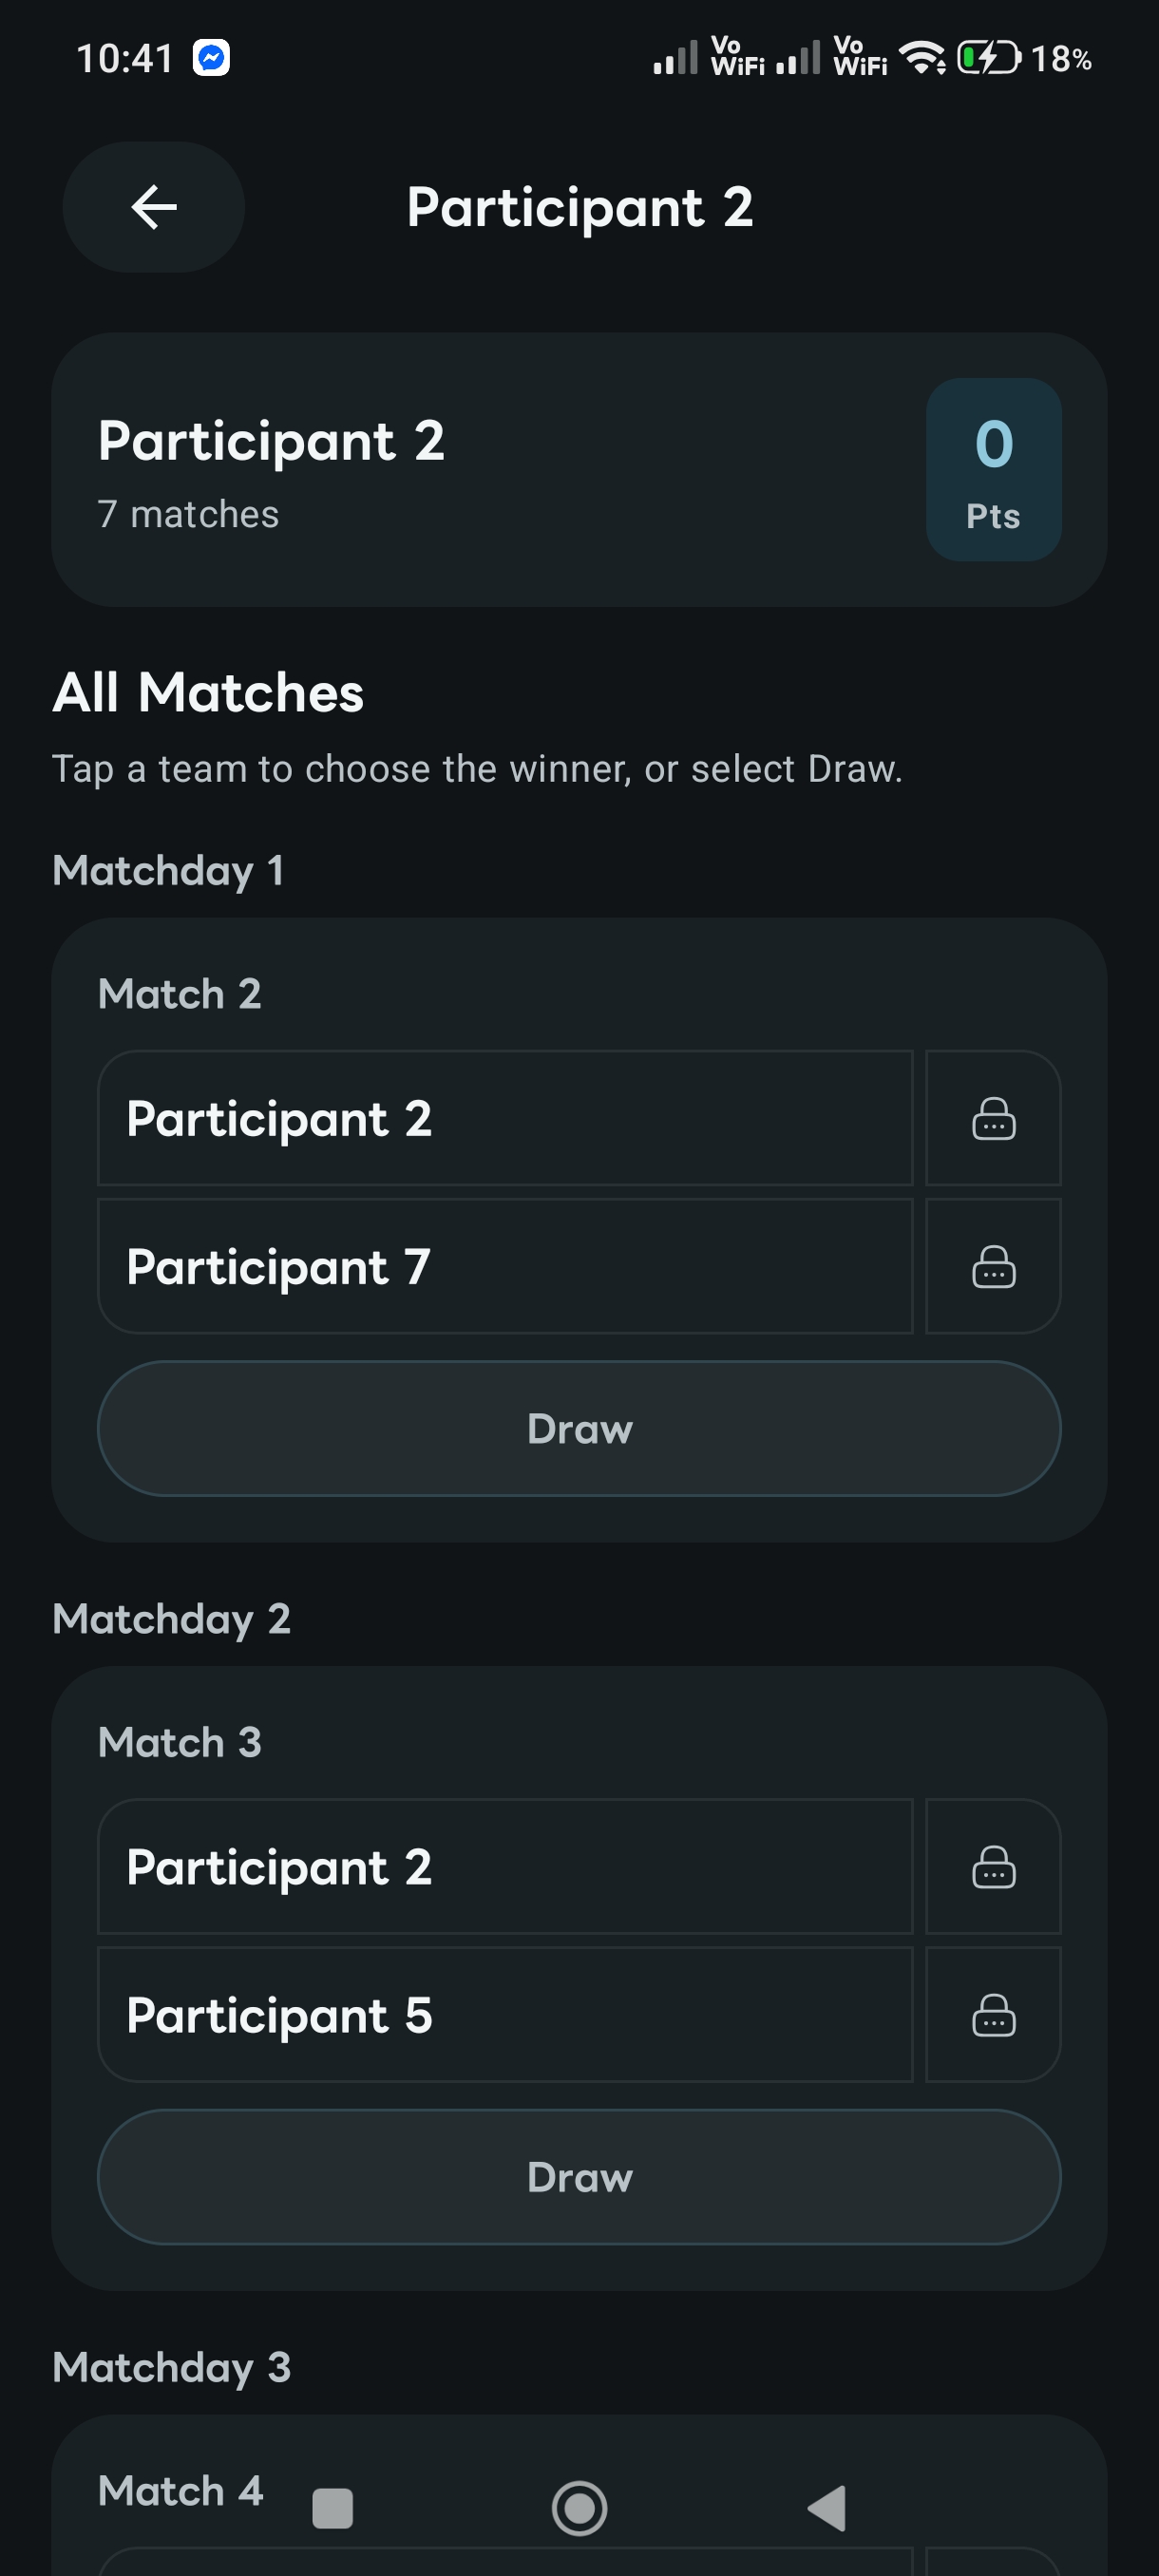 10:41
Vo WiFi Vo WiFi 18%
Participant 2
Participant 2
7 matches
0
Pts
All Matches
Tap a team to choose the winner, or select Draw.
Matchday 1
Match 2
Participant 2
Participant 7
Draw
Matchday 2
Match 3
Participant 2
Participant 5
Draw
Matchday 3
Match 4